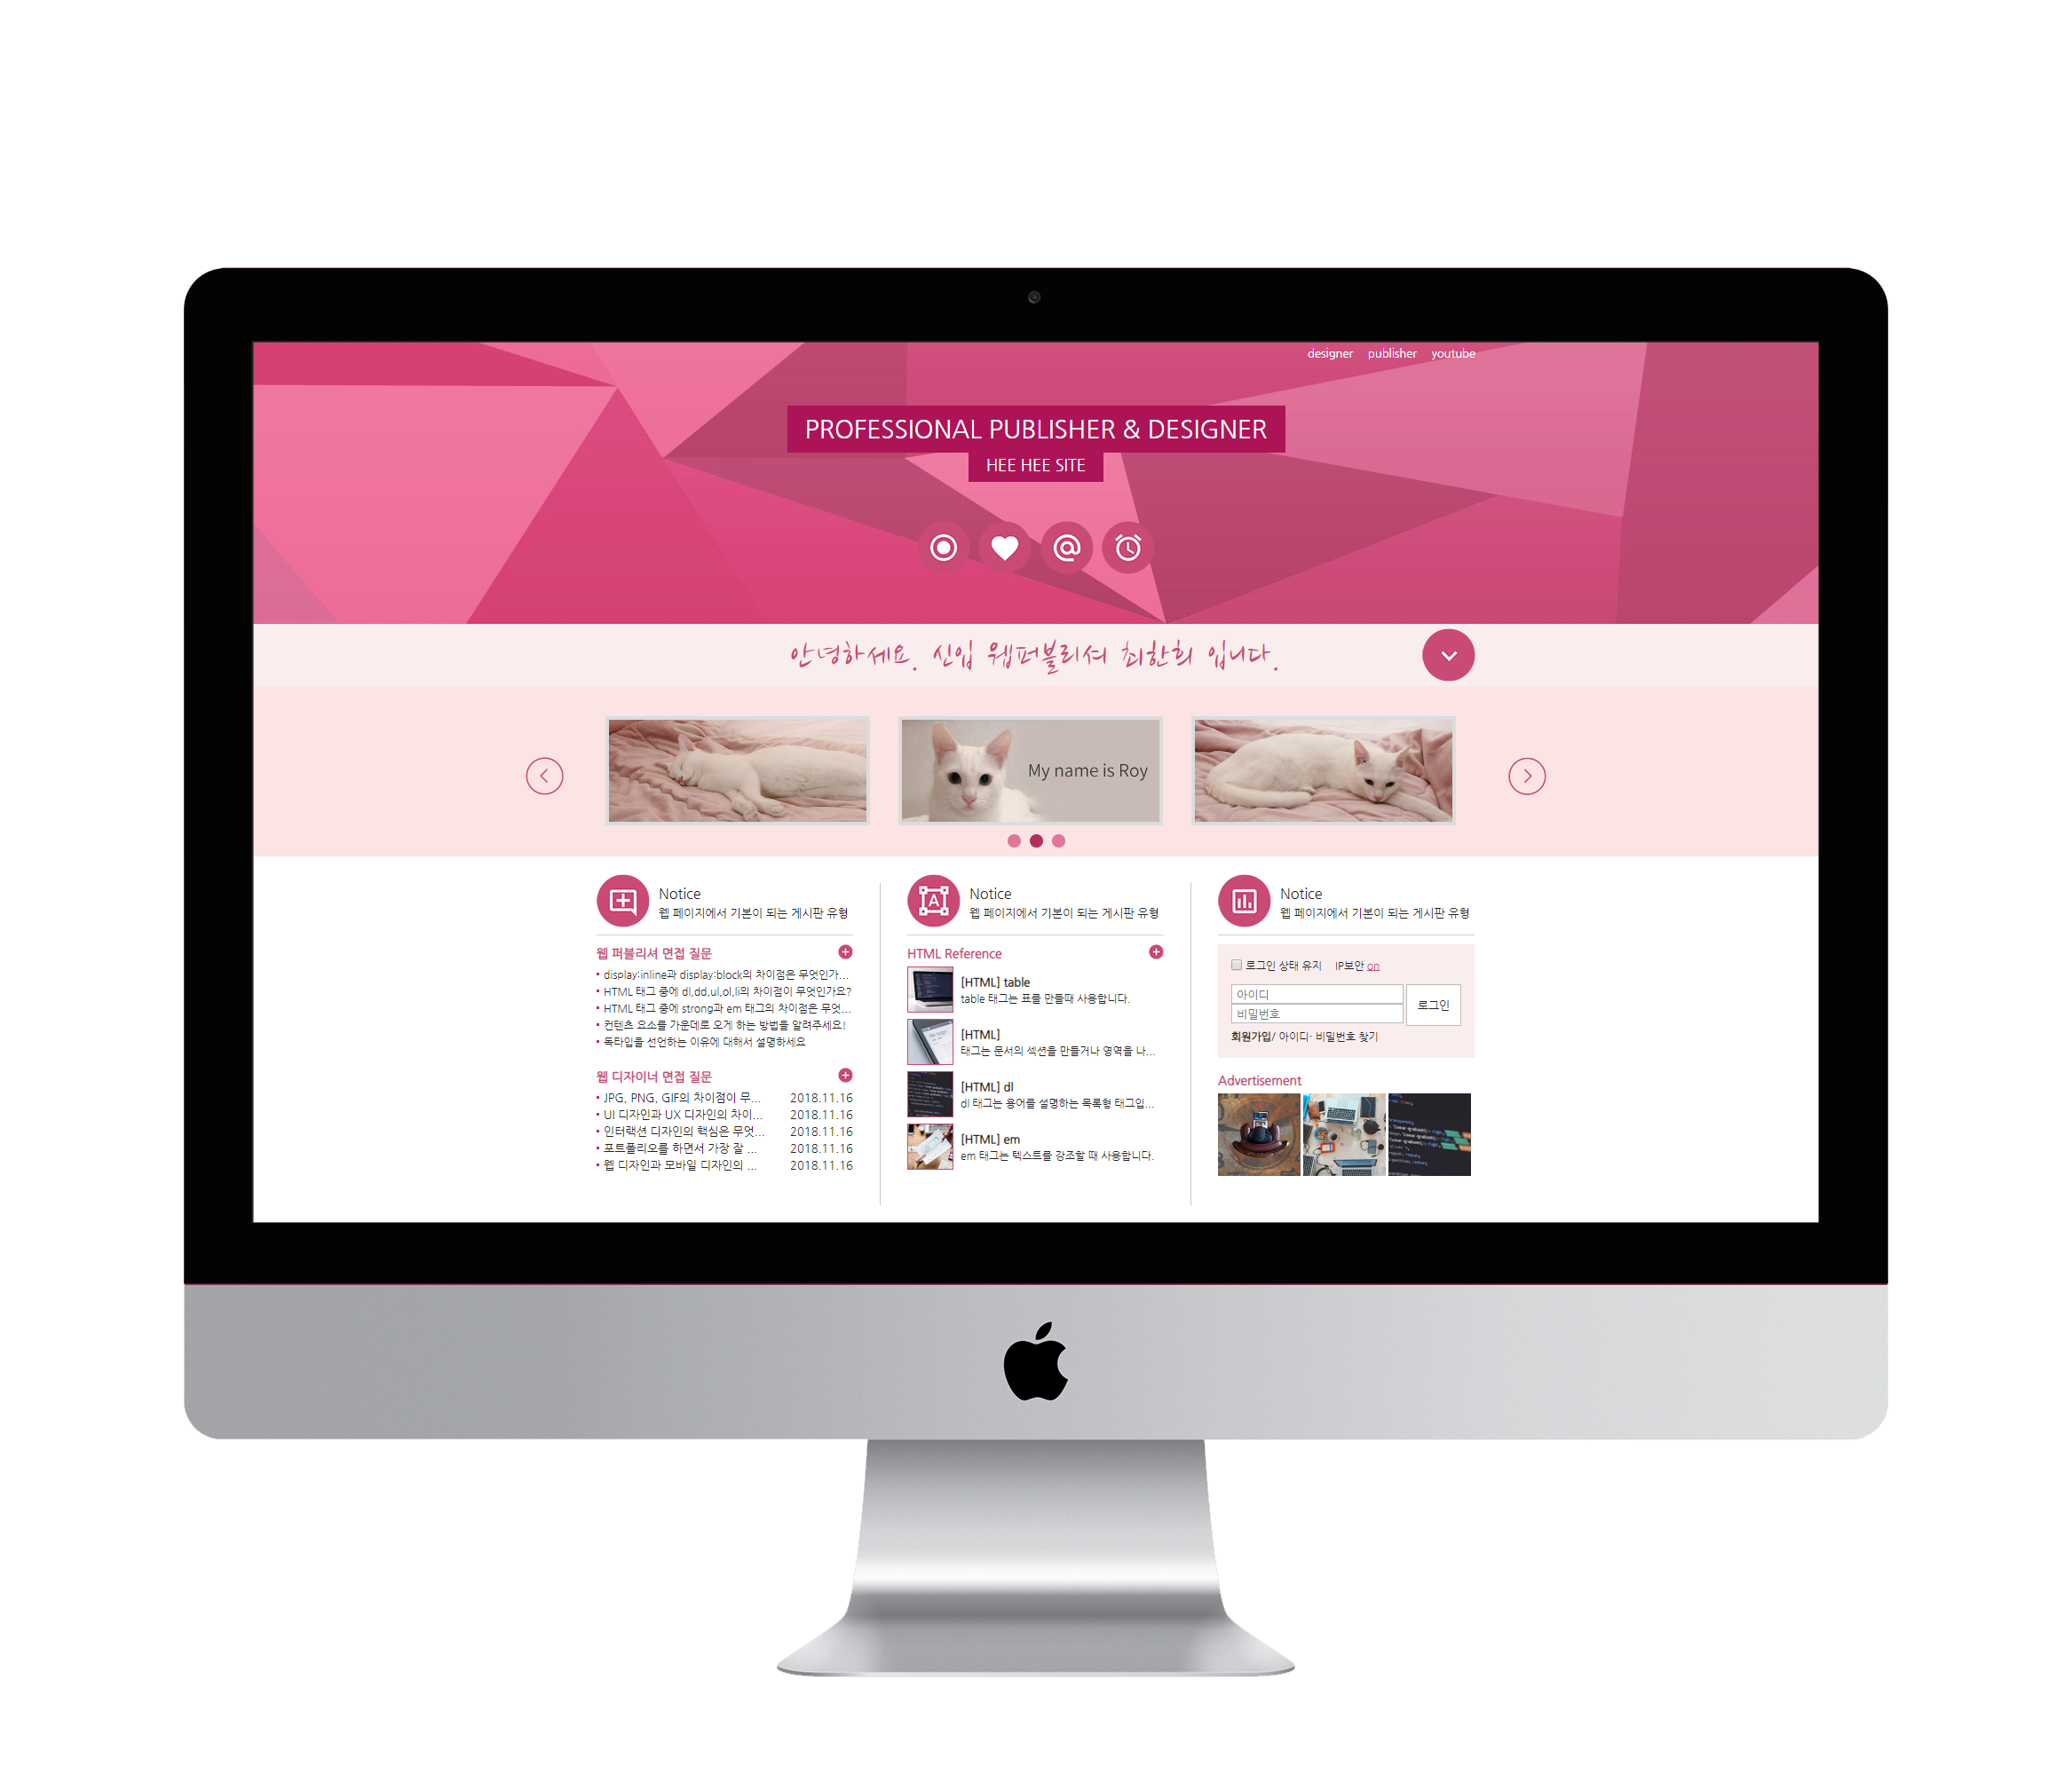 designer publisher youtube
PROFESSIONAL PUBLISHER & DESIGNER
HEE HEE SITE
안녕하세요. 신입 웹퍼블리셔 최한희 입니다.
My name is Roy
Notice
웹 페이지에서 기본이 되는 게시판 유형
웹 퍼블리셔 면접 질문
display:inline과 display:block의 차이점은 무엇인가...
HTML 태그 중에 dl,dd,ul,ol,li의 차이점이 무엇인가요?
HTML 태그 중에 strong과 em 태그의 차이점은 무엇...
컨텐츠 요소를 가운데로 오게 하는 방법을 알려주세요!
독타입을 선언하는 이유에 대해서 설명하세요
웹 디자이너 면접 질문
JPG, PNG, GIF의 차이점이 무... 2018.11.16
UI 디자인과 UX 디자인의 차이... 2018.11.16
인터랙션 디자인의 핵심은 무엇... 2018.11.16
포트폴리오를 하면서 가장 잘 ... 2018.11.16
웹 디자인과 모바일 디자인의 ... 2018.11.16
Notice
웹 페이지에서 기본이 되는 게시판 유형
HTML Reference
[HTML] table
table 태그는 표를 만들때 사용합니다.
[HTML]
태그는 문서의 섹션을 만들거나 영역을 나...
[HTML] dl
dl 태그는 용어를 설명하는 목록형 태그입...
[HTML] em
em 태그는 텍스트를 강조할 때 사용합니다.
Notice
웹 페이지에서 기본이 되는 게시판 유형
로그인 상태 유지 IP보안 on
아이디
비밀번호
로그인
회원가입/ 아이디· 비밀번호 찾기
Advertisement